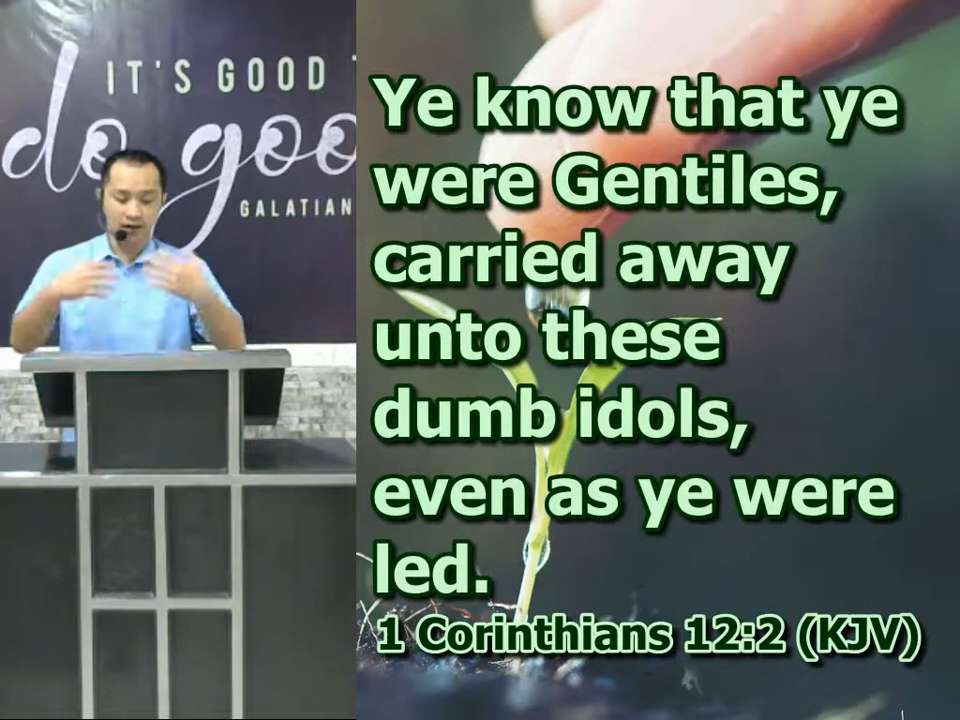 IT'S GOOD
do goo
GALATIAN
Ye know that ye
were Gentiles,
carried away
unto these
dumb idols,
even as ye were
led.
1 Corinthians 12:2 (KJV)